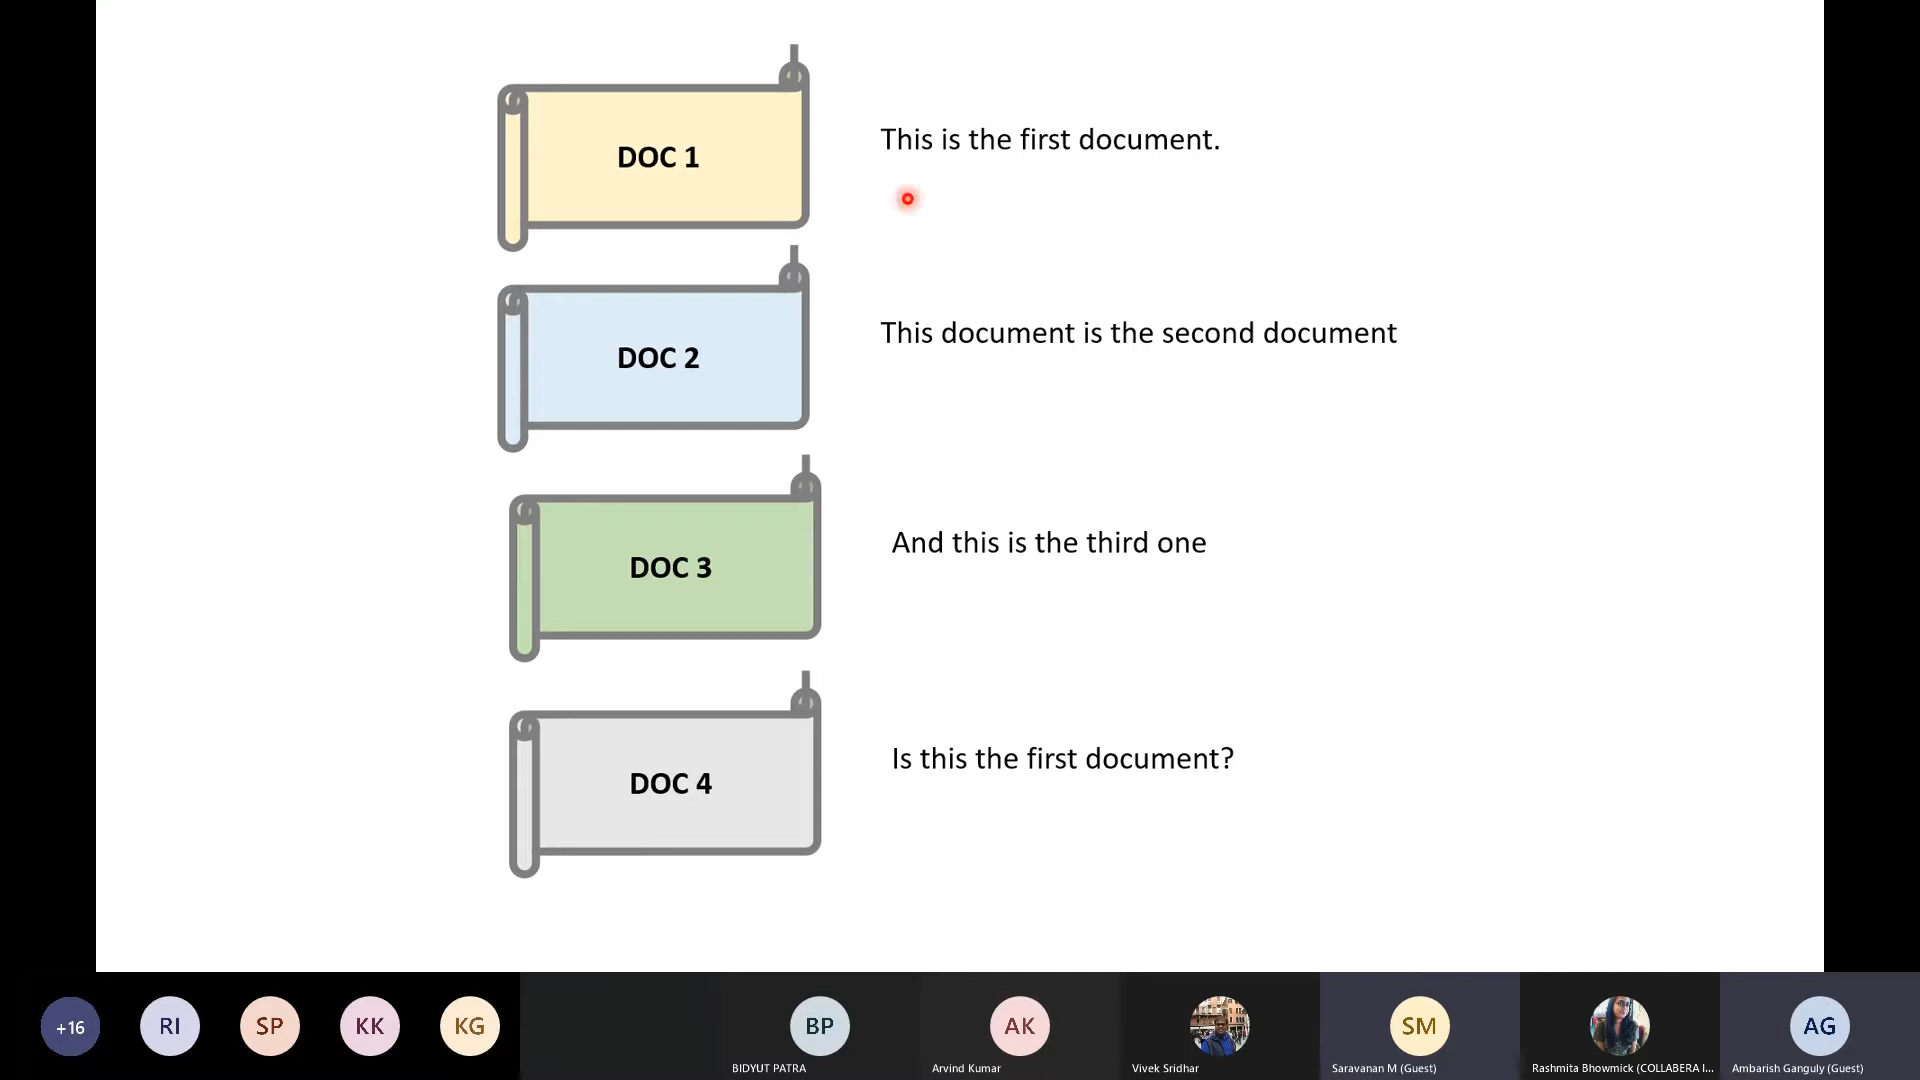 DOC 1
This is the first document.
DOC 2
This document is the second document
DOC 3
And this is the third one
DOC 4
Is this the first document?
+16
RI
SP
KK
KG
BP
BIDYUT PATRA
AK
Arvind Kumar
Vivek Sridhar
SM
Saravanan M (Guest)
Rashmita Bhowmick (COLLABERA I...
AG
Ambarish Ganguly (Guest)